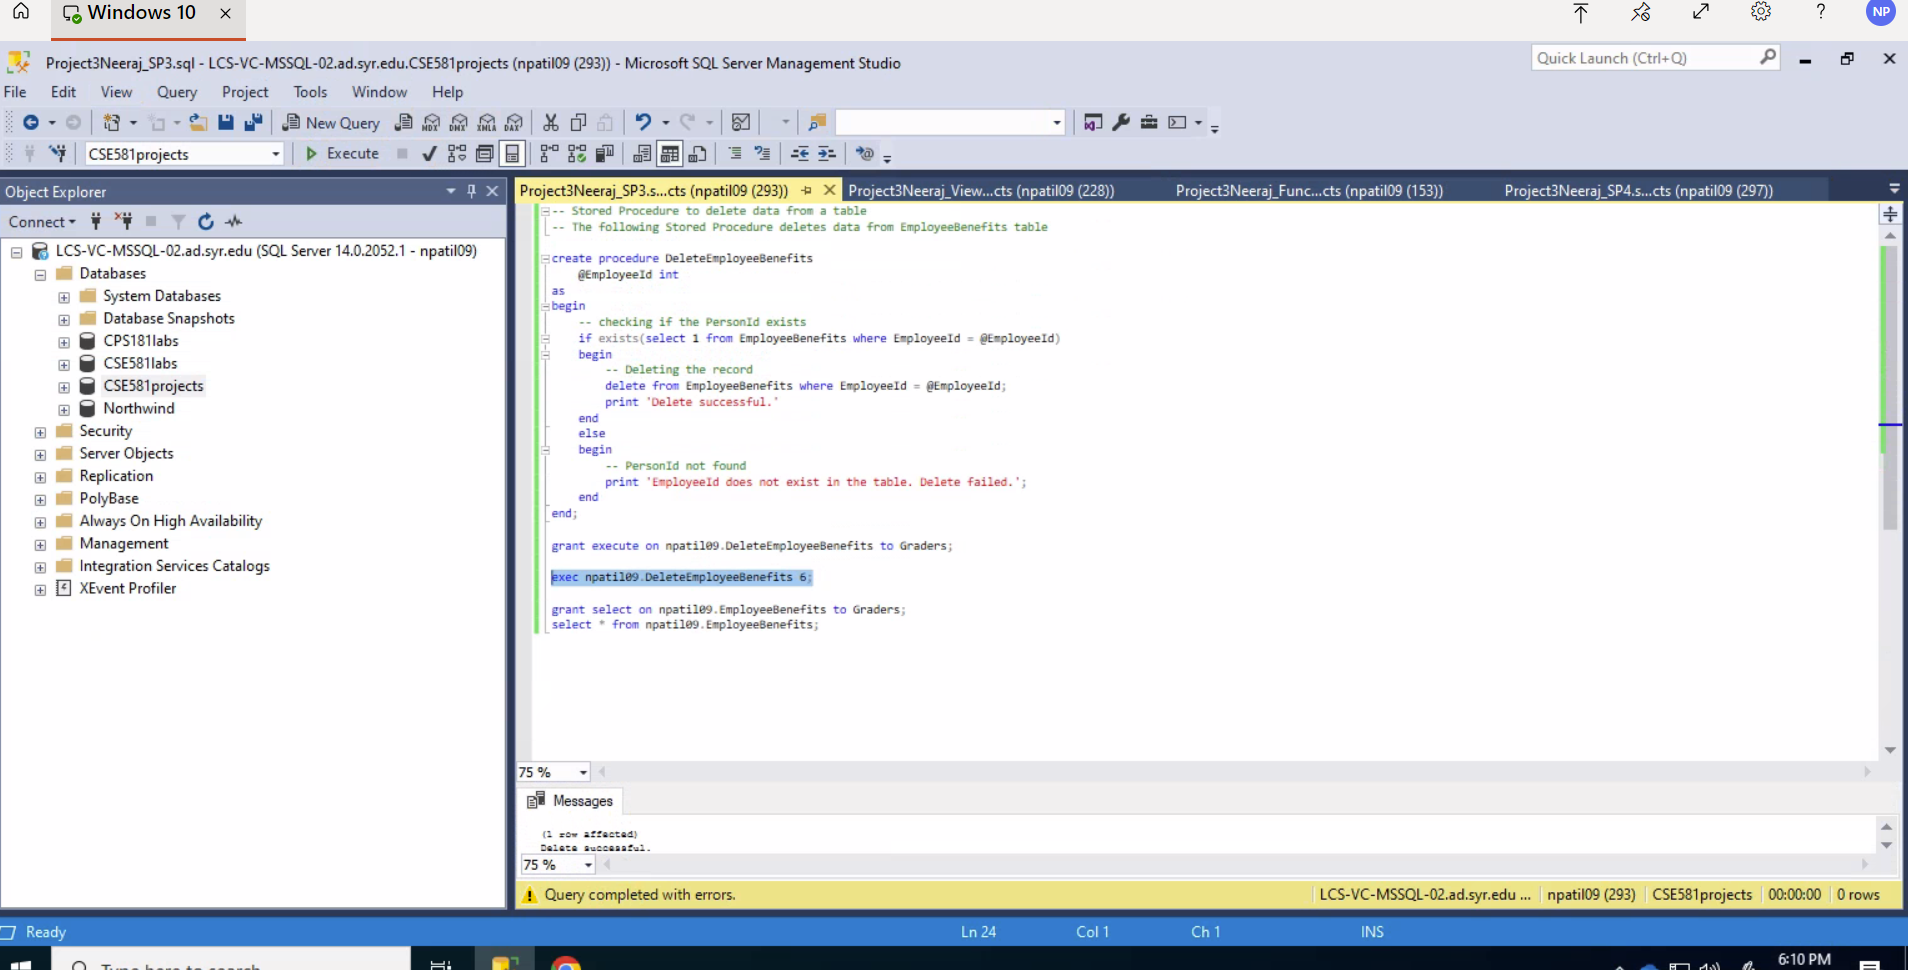 Windows 10
NP
Project3Neeraj_SP3.sql - LCS-VC-MSSQL-02.ad.syr.edu.CSE581projects (npatil09 (293)) - Microsoft SQL Server Management Studio
Quick Launch (Ctrl+Q)
File Edit View Query Project Tools Window Help
New Query
MDX DMX XMLA DAX
CSE581projects
Execute
Object Explorer
Project3Neeraj_SP3.s...cts (npatil09 (293)) Project3Neeraj_View...cts (npatil09 (228)) Project3Neeraj_Func...cts (npatil09 (153)) Project3Neeraj_SP4.s...cts (npatil09 (297))
Connect
LCS-VC-MSSQL-02.ad.syr.edu (SQL Server 14.0.2052.1 - npatil09)
Databases
System Databases
Database Snapshots
CPS181labs
CSE581labs
CSE581projects
Northwind
Security
Server Objects
Replication
PolyBase
Always On High Availability
Management
Integration Services Catalogs
XEvent Profiler
-- Stored Procedure to delete data from a table
-- The following Stored Procedure deletes data from EmployeeBenefits table
create procedure DeleteEmployeeBenefits
@EmployeeId int
as
begin
-- checking if the PersonId exists
if exists(select 1 from EmployeeBenefits where EmployeeId = @EmployeeId)
begin
-- Deleting the record
delete from EmployeeBenefits where EmployeeId = @EmployeeId;
print 'Delete successful.'
end
else
begin
-- PersonId not found
print 'EmployeeId does not exist in the table. Delete failed.';
end
end;
grant execute on npatil09.DeleteEmployeeBenefits to Graders;
exec npatil09.DeleteEmployeeBenefits 6;
grant select on npatil09.EmployeeBenefits to Graders;
select * from npatil09.EmployeeBenefits;
75 %
Messages
(1 row affected)
Delete successful.
75 %
Query completed with errors.
LCS-VC-MSSQL-02.ad.syr.edu ... npatil09 (293) CSE581projects 00:00:00 0 rows
Ready
Ln 24 Col 1 Ch 1 INS
Type here to search
6:10 PM